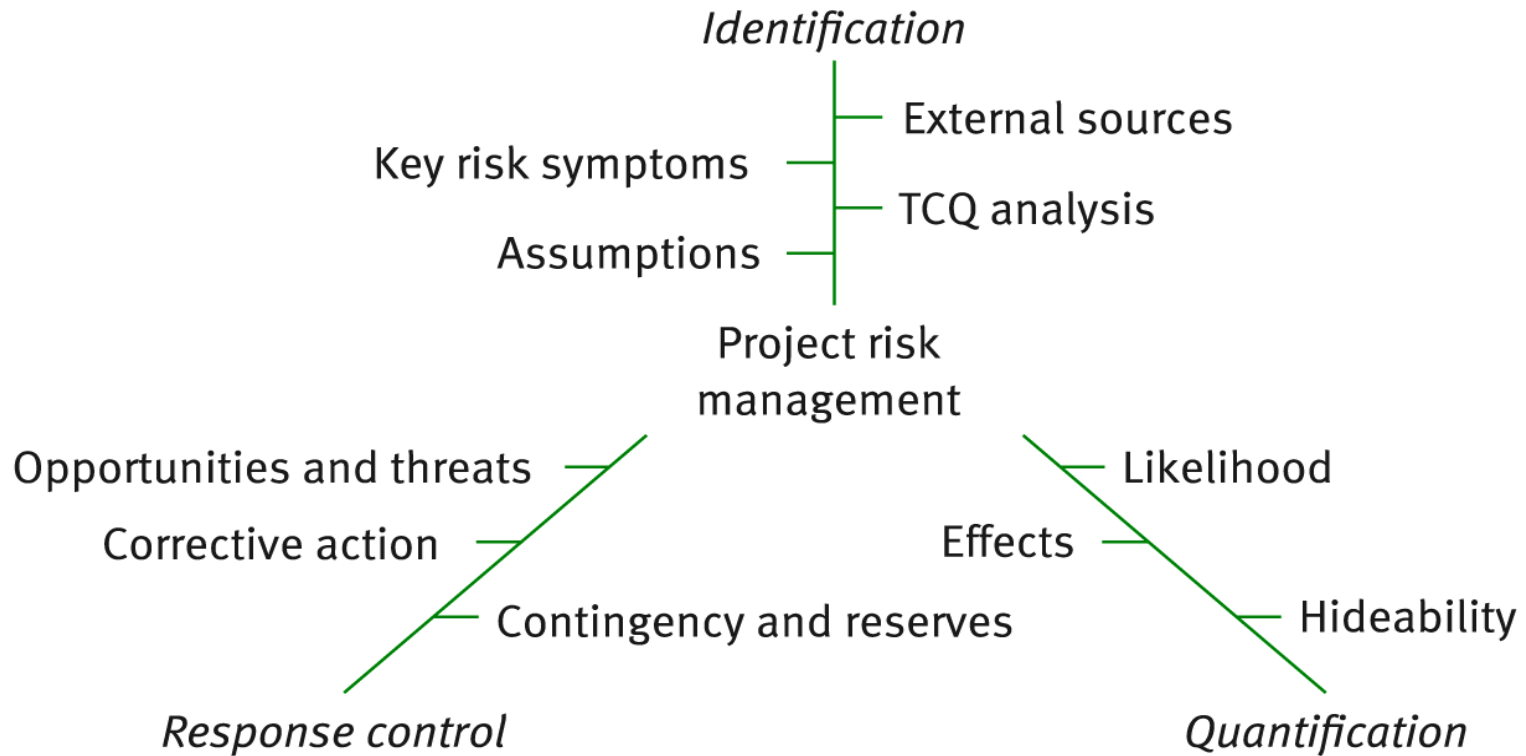 Identification
External sources
Key risk symptoms
TCQ analysis
Assumptions
Project risk
management
Opportunities and threats
Likelihood
Corrective action
Effects
Contingency and reserves
Hideability
Response control
Quantification